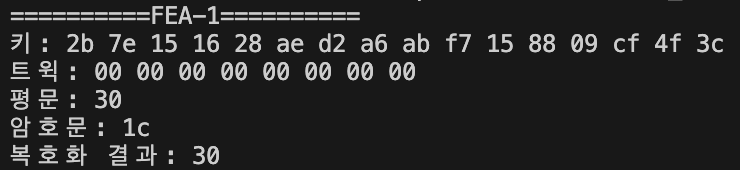 ==========FEA-1==========
키: 2b 7e 15 16 28 ae d2 a6 ab f7 15 88 09 cf 4f 3c
트윅: 00 00 00 00 00 00 00 00
평문: 30
암호문: 1c
복호화 결과: 30